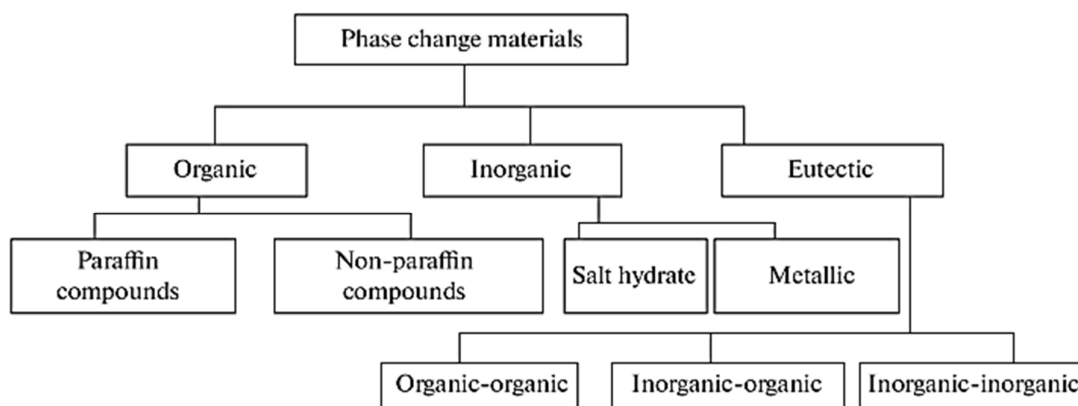 Phase change materials
Organic
Inorganic
Eutectic
Paraffin
compounds
Non-paraffin
compounds
Salt hydrate
Metallic
Organic-organic
Inorganic-organic
Inorganic-inorganic